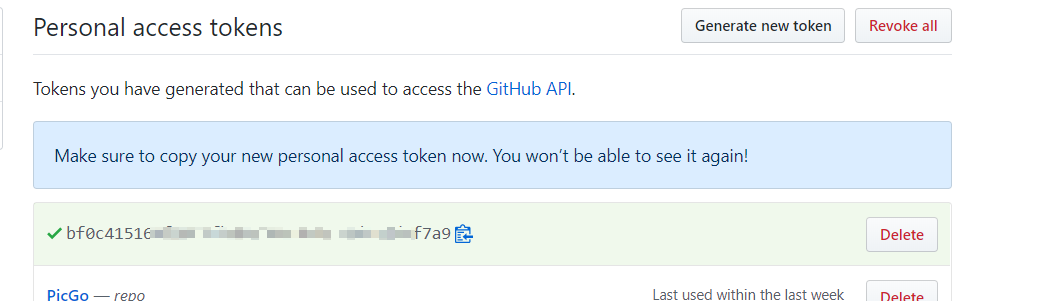 Personal access tokens
Generate new token
Revoke all
Tokens you have generated that can be used to access the GitHub API.
Make sure to copy your new personal access token now. You won't be able to see it again!
bf0c41516 f7a9
Delete
PicGo — repo
Last used within the last week
Delete